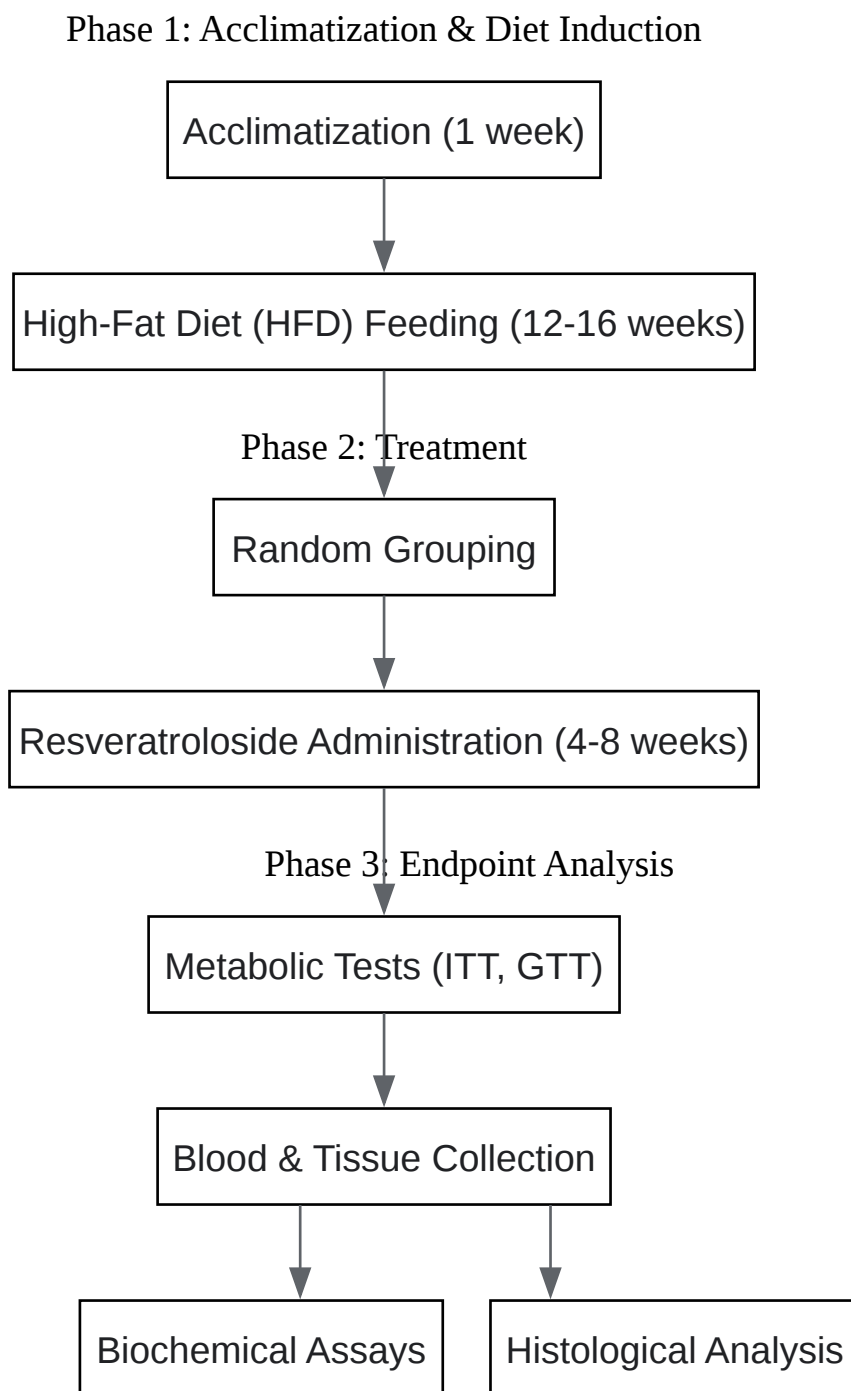 Phase 1: Acclimatization & Diet Induction
Acclimatization (1 week)
High-Fat Diet (HFD) Feeding (12-16 weeks)
Phase 2: Treatment
Random Grouping
Resveratroloside Administration (4-8 weeks)
Phase 3: Endpoint Analysis
Metabolic Tests (ITT, GTT)
Blood & Tissue Collection
Biochemical Assays
Histological Analysis